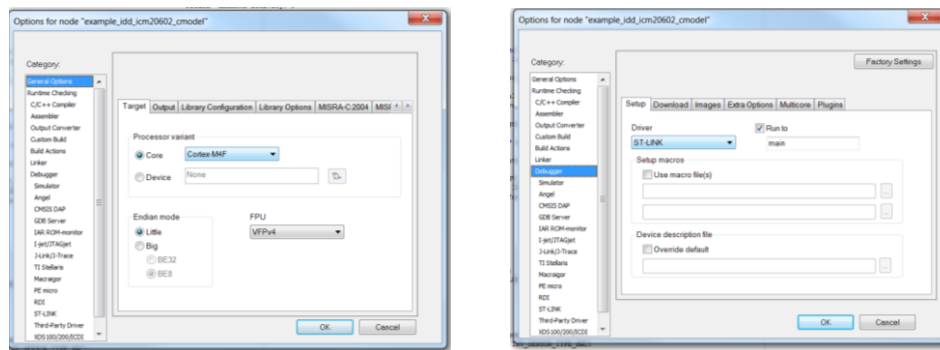 Options for node "example_idd_icm20602_cmodel"
Category:
General Options
Runtime Checking
C/C++ Compiler
Assembler
Output Converter
Custom Build
Build Actions
Linker
Debugger
Simulator
Angel
CMSIS DAP
GDB Server
IAR ROM-monitor
I-jet/JTAGjet
J-Link/J-Trace
TI Stellaris
Macraigor
PE micro
RDI
ST-LINK
Third-Party Driver
XDS100/200/ICDI
Target Output Library Configuration Library Options MISRA-C:2004 MISI
Processor variant
Core Cortex-M4F
Device None
Endian mode
Little
Big
BE32
BE8
FPU
VFPv4
OK Cancel
Options for node "example_idd_icm20602_cmodel"
Category:
Factory Settings
General Options
Runtime Checking
C/C++ Compiler
Assembler
Output Converter
Custom Build
Build Actions
Linker
Debugger
Simulator
Angel
CMSIS DAP
GDB Server
IAR ROM-monitor
I-jet/JTAGjet
J-Link/J-Trace
TI Stellaris
Macraigor
PE micro
RDI
ST-LINK
Third-Party Driver
XDS100/200/ICDI
Setup Download Images Extra Options Multicore Plugins
Driver
ST-LINK
Run to
main
Setup macros
Use macro file(s)
...
...
Device description file
Override default
...
OK Cancel